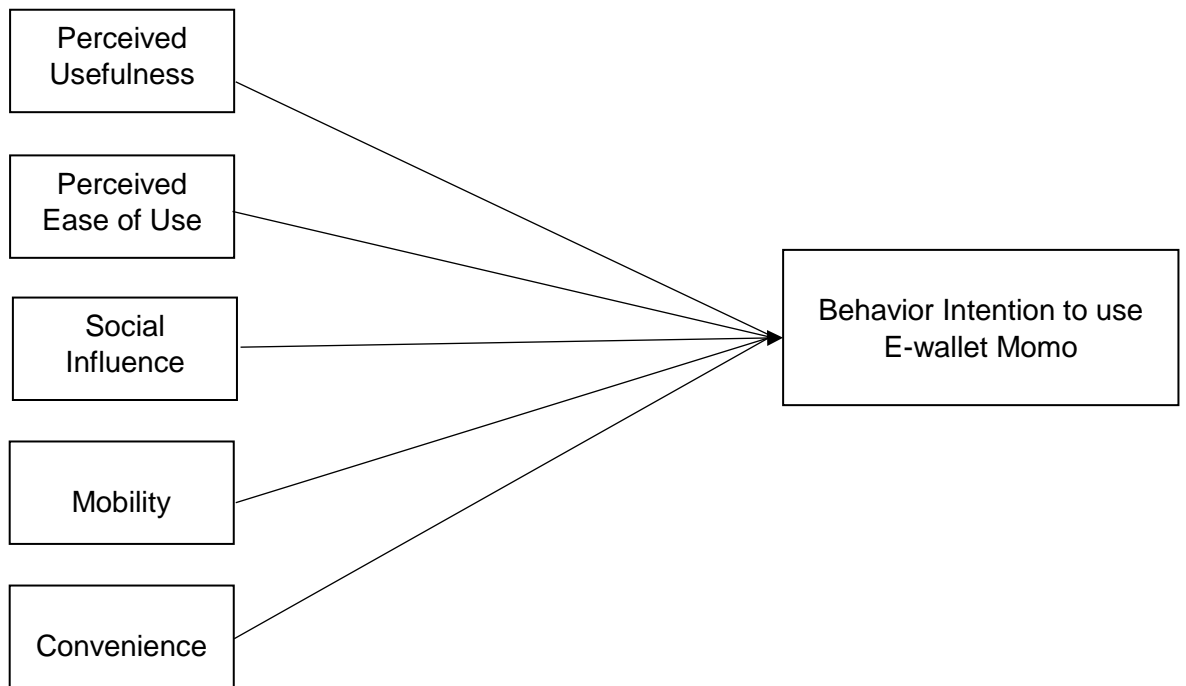 Perceived
Usefulness
Perceived
Ease of Use
Social
Influence
Mobility
Convenience
Behavior Intention to use
E-wallet Momo